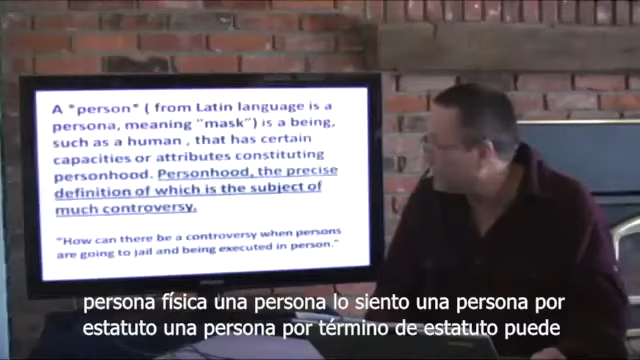 A *person* ( from Latin language is a
persona, meaning "mask") is a being,
such as a human , that has certain
capacities or attributes constituting
personhood. Personhood, the precise
definition of which is the subject of
much controversy.
"How can there be a controversy when persons
are going to jail and being executed in person."
persona física una persona lo siento una persona por
estatuto una persona por término de estatuto puede